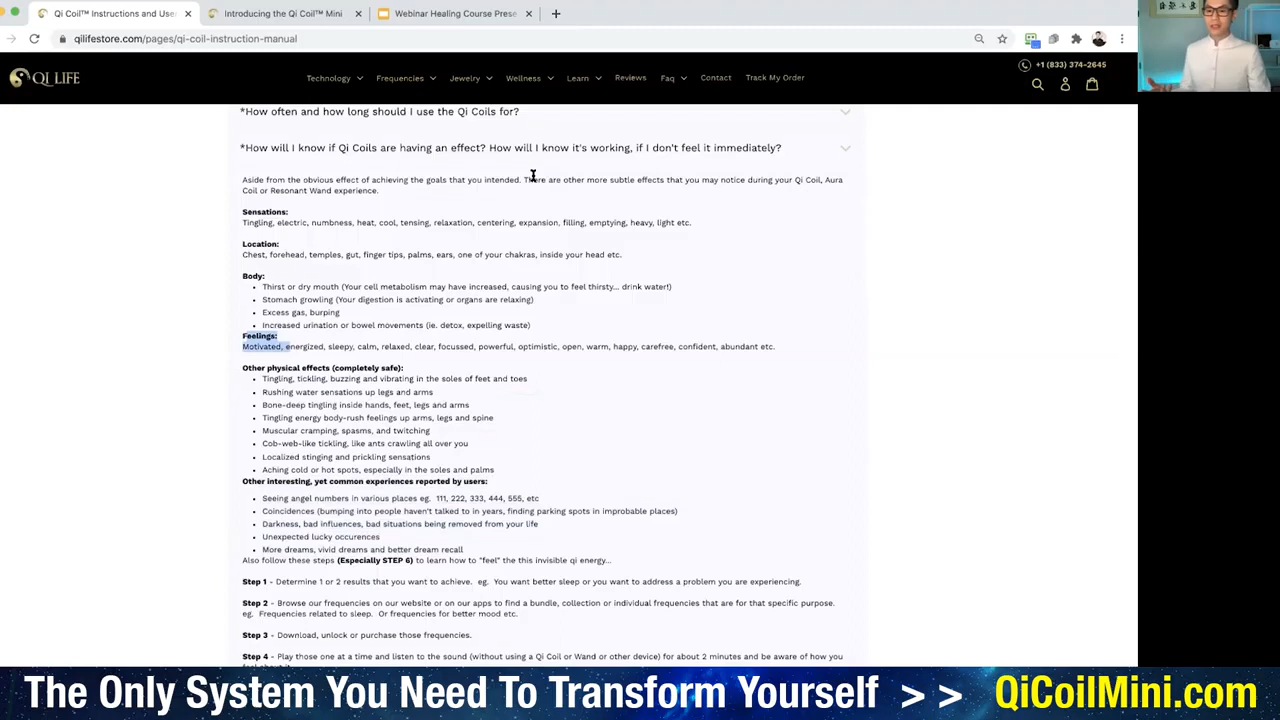 Qi Coil™ Instructions and Useg
Introducing the Qi Coil™ Mini
Webinar Healing Course Prese
qilifestore.com/pages/qi-coil-instruction-manual
+1 (833) 374-2645
QI LIFE
Technology
Frequencies
Jewelry
Wellness
Learn
Reviews
Faq
Contact
Track My Order
*How often and how long should I use the Qi Coils for?
*How will I know if Qi Coils are having an effect? How will I know it's working, if I don't feel it immediately?
Aside from the obvious effect of achieving the goals that you intended. There are other more subtle effects that you may notice during your Qi Coil, Aura
Coil or Resonant Wand experience.
Sensations:
Tingling, electric, numbness, heat, cool, tensing, relaxation, centering, expansion, filling, emptying, heavy, light etc.
Location:
Chest, forehead, temples, gut, finger tips, palms, ears, one of your chakras, inside your head etc.
Body:
• Thirst or dry mouth (Your cell metabolism may have increased, causing you to feel thirsty... drink water!)
• Stomach growling (Your digestion is activating or organs are relaxing)
• Excess gas, burping
• Increased urination or bowel movements (ie. detox, expelling waste)
Feelings:
Motivated, energized, sleepy, calm, relaxed, clear, focussed, powerful, optimistic, open, warm, happy, carefree, confident, abundant etc.
Other physical effects (completely safe):
• Tingling, tickling, buzzing and vibrating in the soles of feet and toes
• Rushing water sensations up legs and arms
• Bone-deep tingling inside hands, feet, legs and arms
• Tingling energy body-rush feelings up arms, legs and spine
• Muscular cramping, spasms, and twitching
• Cob-web-like tickling, like ants crawling all over you
• Localized stinging and prickling sensations
• Aching cold or hot spots, especially in the soles and palms
Other interesting, yet common experiences reported by users:
• Seeing angel numbers in various places eg. 111, 222, 333, 444, 555, etc
• Coincidences (bumping into people haven't talked to in years, finding parking spots in improbable places)
• Darkness, bad influences, bad situations being removed from your life
• Unexpected lucky occurences
• More dreams, vivid dreams and better dream recall
Also follow these steps (Especially STEP 6) to learn how to "feel" the this invisible qi energy...
Step 1 - Determine 1 or 2 results that you want to achieve. eg. You want better sleep or you want to address a problem you are experiencing.
Step 2 - Browse our frequencies on our website or on our apps to find a bundle, collection or individual frequencies that are for that specific purpose.
eg. Frequencies related to sleep. Or frequencies for better mood etc.
Step 3 - Download, unlock or purchase those frequencies.
Step 4 - Play those one at a time and listen to the sound (without using a Qi Coil or Wand or other device) for about 2 minutes and be aware of how you
The Only System You Need To Transform Yourself > > QiCoilMini.com